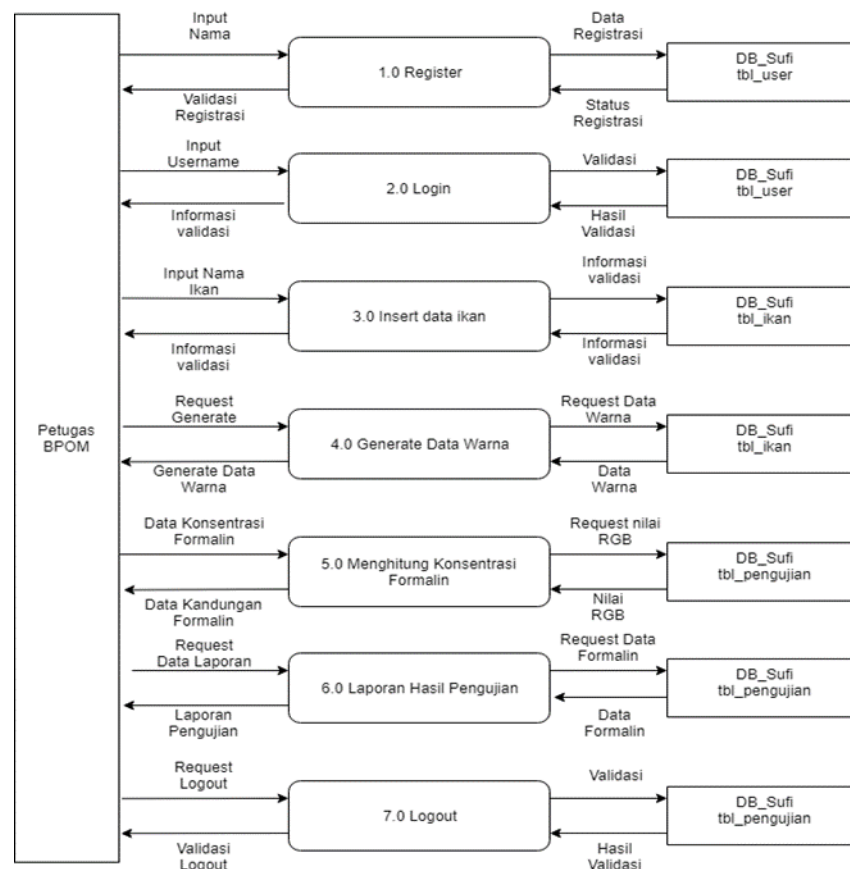 Input
Nama
Data
Registrasi
1.0 Register
DB_Sufi
tbl_user
Validasi
Registrasi
Status
Registrasi
Input
Username
Validasi
2.0 Login
DB_Sufi
tbl_user
Informasi
validasi
Hasil
Validasi
Input Nama
Ikan
Informasi
validasi
3.0 Insert data ikan
DB_Sufi
tbl_ikan
Informasi
validasi
Informasi
validasi
Request
Generate
Request Data
Warna
Petugas
BPOM
4.0 Generate Data Warna
DB_Sufi
tbl_ikan
Generate Data
Warna
Data
Warna
Data Konsentrasi
Formalin
Request nilai
RGB
5.0 Menghitung Konsentrasi
Formalin
DB_Sufi
tbl_pengujian
Data Kandungan
Formalin
Nilai
RGB
Request
Data Laporan
Request Data
Formalin
6.0 Laporan Hasil Pengujian
DB_Sufi
tbl_pengujian
Laporan
Pengujian
Data
Formalin
Request
Logout
Validasi
7.0 Logout
DB_Sufi
tbl_pengujian
Validasi
Logout
Hasil
Validasi